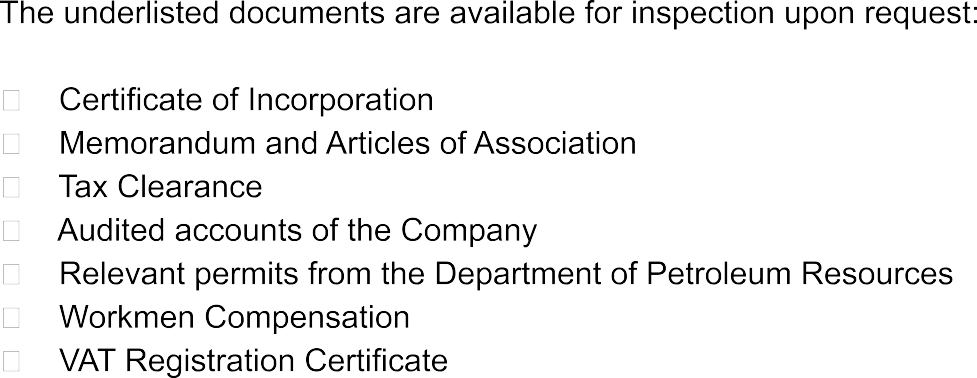 The underlisted documents are available for inspection upon request:
Certificate of Incorporation
Memorandum and Articles of Association
Tax Clearance
Audited accounts of the Company
Relevant permits from the Department of Petroleum Resources
Workmen Compensation
VAT Registration Certificate